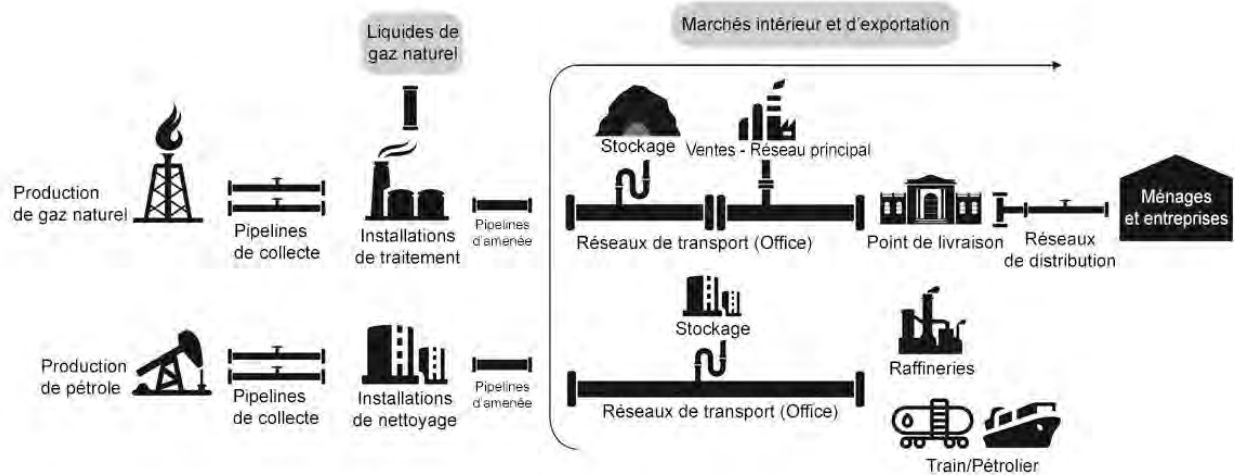 Liquides de
gaz naturel
Marchés intérieur et d'exportation
Stockage
Ventes - Réseau principal
Production
de gaz naturel
Pipelines
de collecte
Installations
de traitement
Pipelines
d'amenée
Réseaux de transport (Office)
Point de livraison
Réseaux
de distribution
Ménages
et entreprises
Stockage
Production
de pétrole
Pipelines
de collecte
Installations
de nettoyage
Pipelines
d'amenée
Réseaux de transport (Office)
Raffineries
Train/Pétrolier